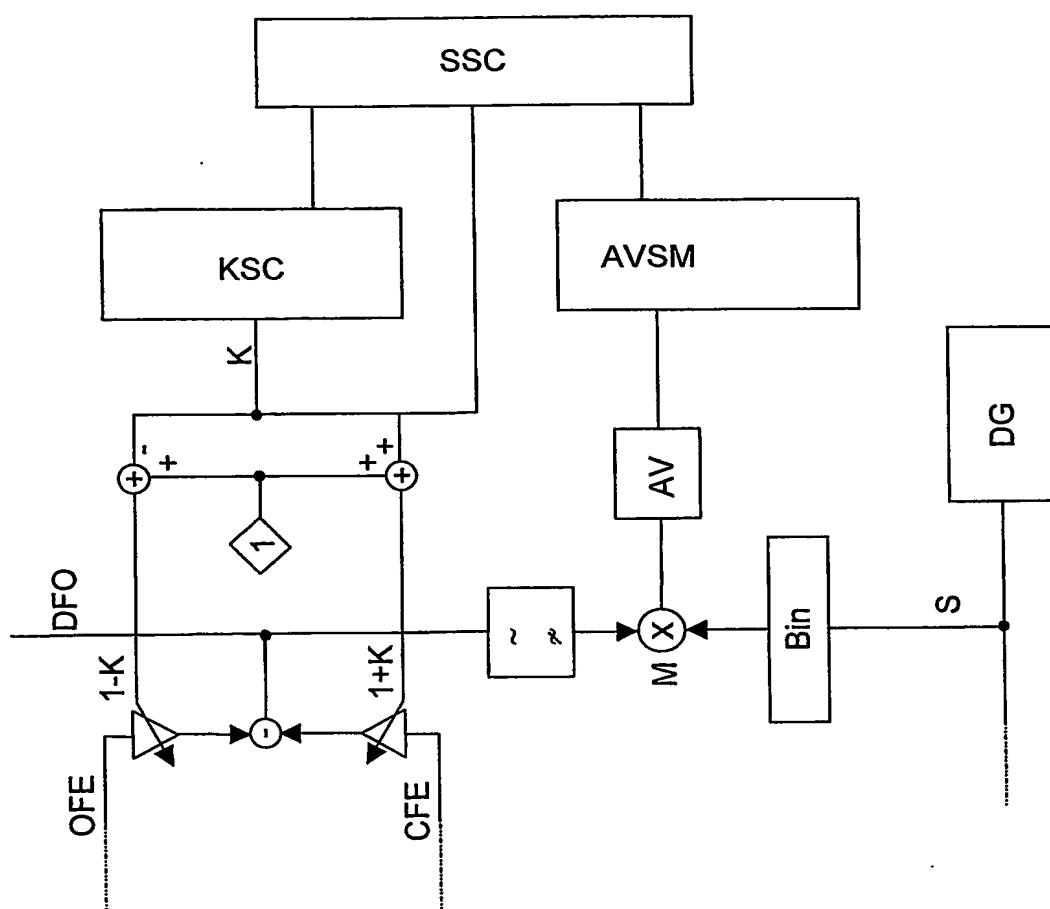 SSC
KSC
AVSM
K
-
+
+
+
+
+
1
AV
DG
DFO
1-K
1+K
~
≉
M
X
Bin
S
-
OFE
CFE